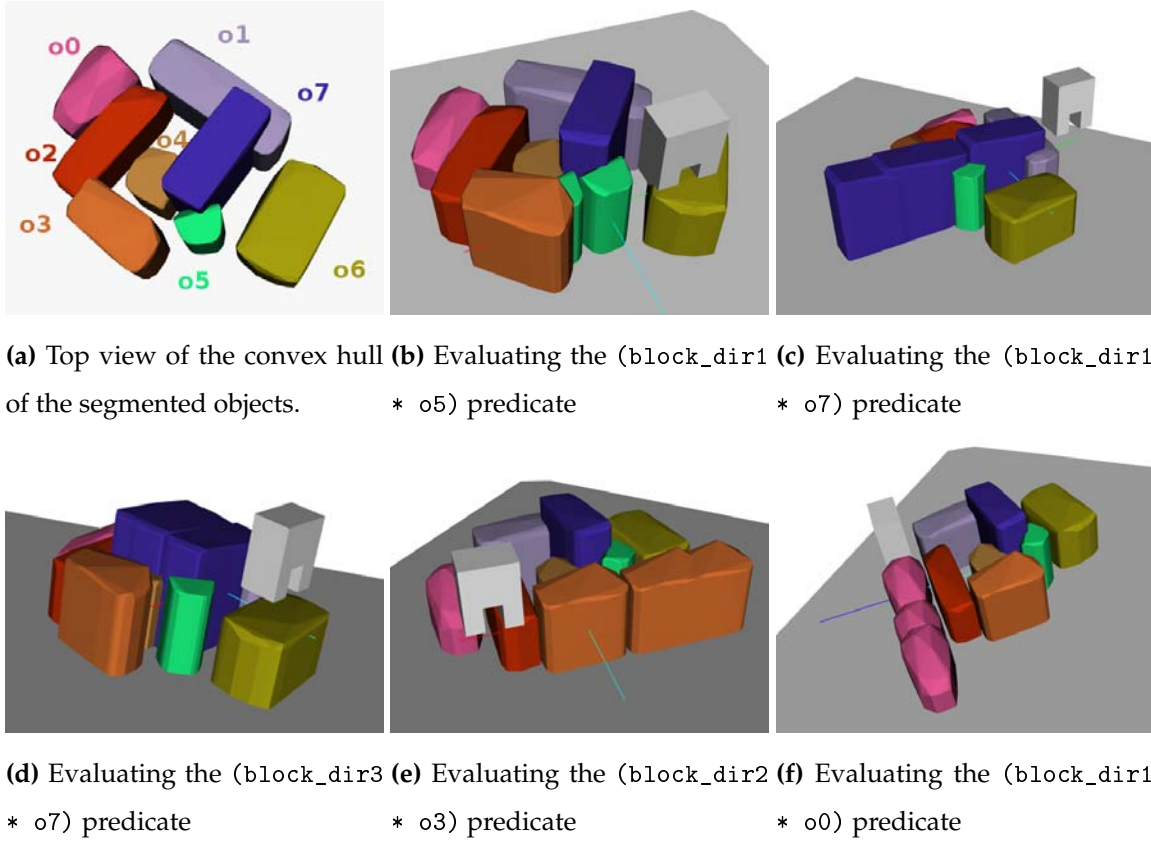 o0
o1
o7
o4
o2
o3
o5
o6
(a) Top view of the convex hull
of the segmented objects.
(b) Evaluating the (block_dir1
* o5) predicate
(c) Evaluating the (block_dir1
* o7) predicate
(d) Evaluating the (block_dir3
* o7) predicate
(e) Evaluating the (block_dir2
* o3) predicate
(f) Evaluating the (block_dir1
* o0) predicate